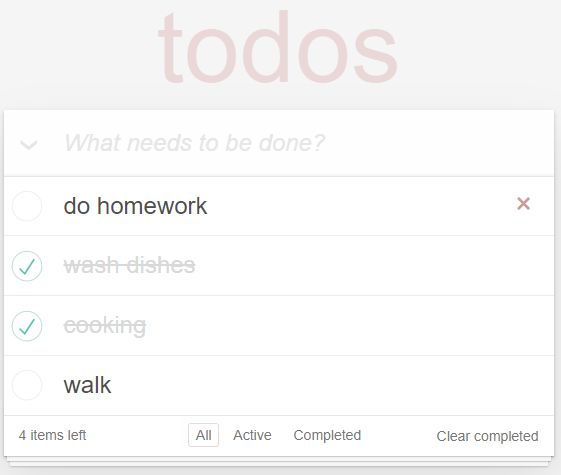 todos
What needs to be done?
do homework
wash dishes
cooking
walk
4 items left All Active Completed Clear completed